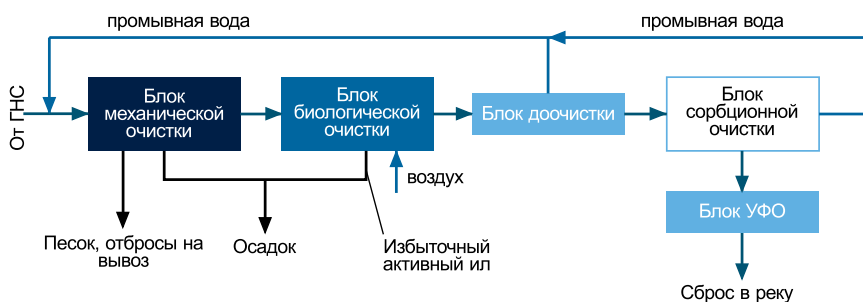 промывная вода
промывная вода
От ГНС
Блок
механической
очистки
Блок
биологической
очистки
Блок доочистки
Блок
сорбционной
очистки
воздух
Блок УФО
Песок, отбросы на
вывоз
Осадок
Избыточный
активный ил
Сброс в реку